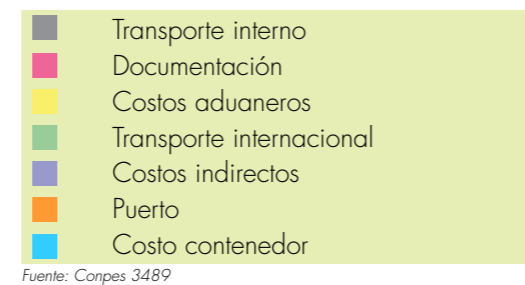 Transporte interno
Documentación
Costos aduaneros
Transporte internacional
Costos indirectos
Puerto
Costo contenedor
Fuente: Conpes 3489